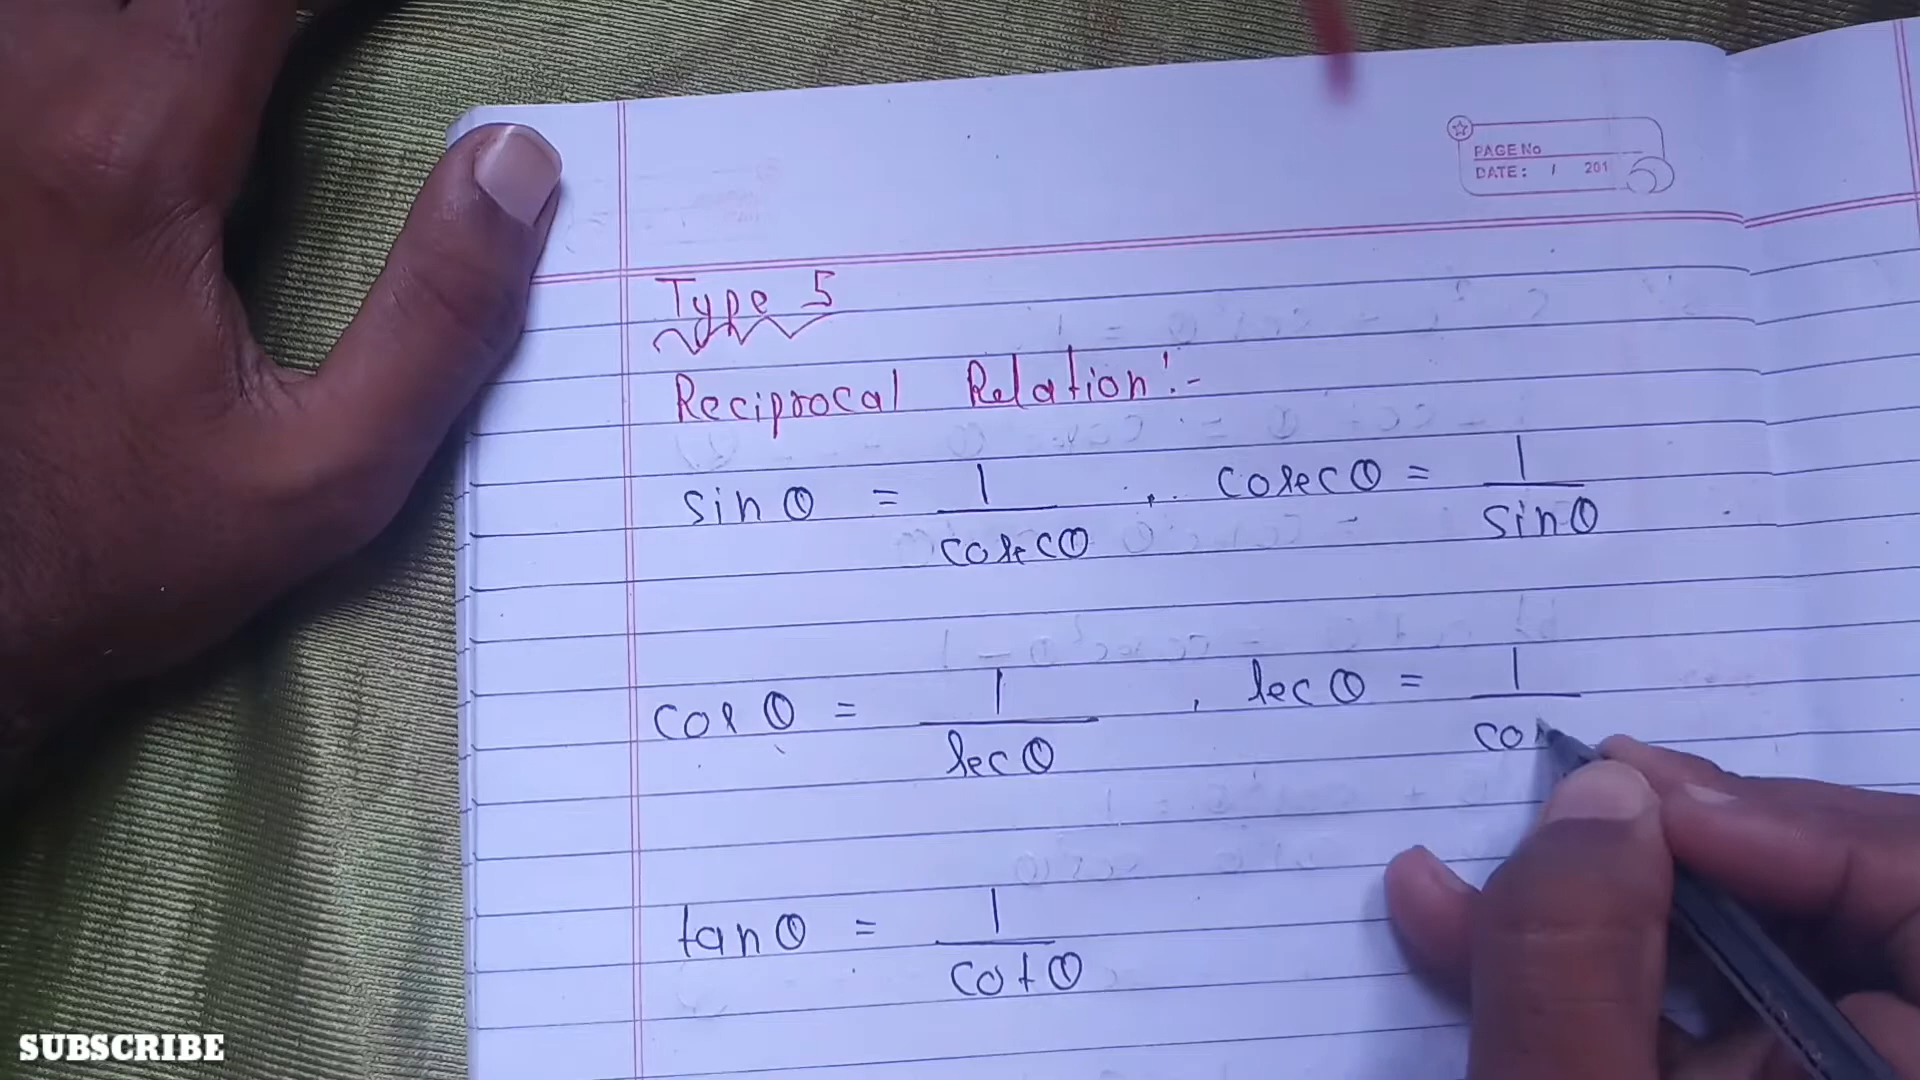 PAGE No
DATE: / 201
Type 5
Reciprocal Relation :-
sin θ = 1/cosec θ , cosec θ = 1/sin θ
cos θ = 1/sec θ , sec θ = 1/cos
tan θ = 1/cot θ
SUBSCRIBE